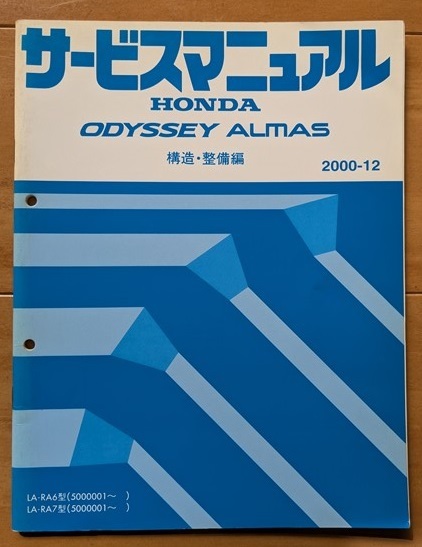 サービスマニュアル
HONDA
ODYSSEY ALMAS
構造・整備編
2000-12
LA-RA6型(5000001〜　)
LA-RA7型(5000001〜　)